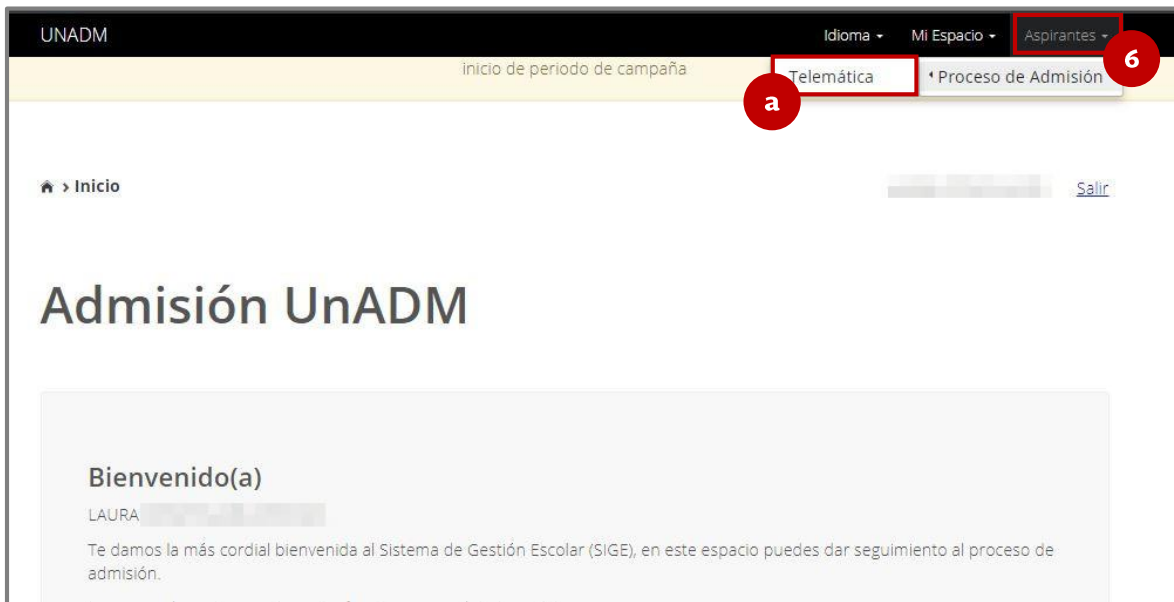 UNADM Idioma Mi Espacio Aspirantes
6
inicio de periodo de campaña
Telemática Proceso de Admisión
a
> Inicio Salir
Admisión UnADM
Bienvenido(a)
LAURA
Te damos la más cordial bienvenida al Sistema de Gestión Escolar (SIGE), en este espacio puedes dar seguimiento al proceso de
admisión.